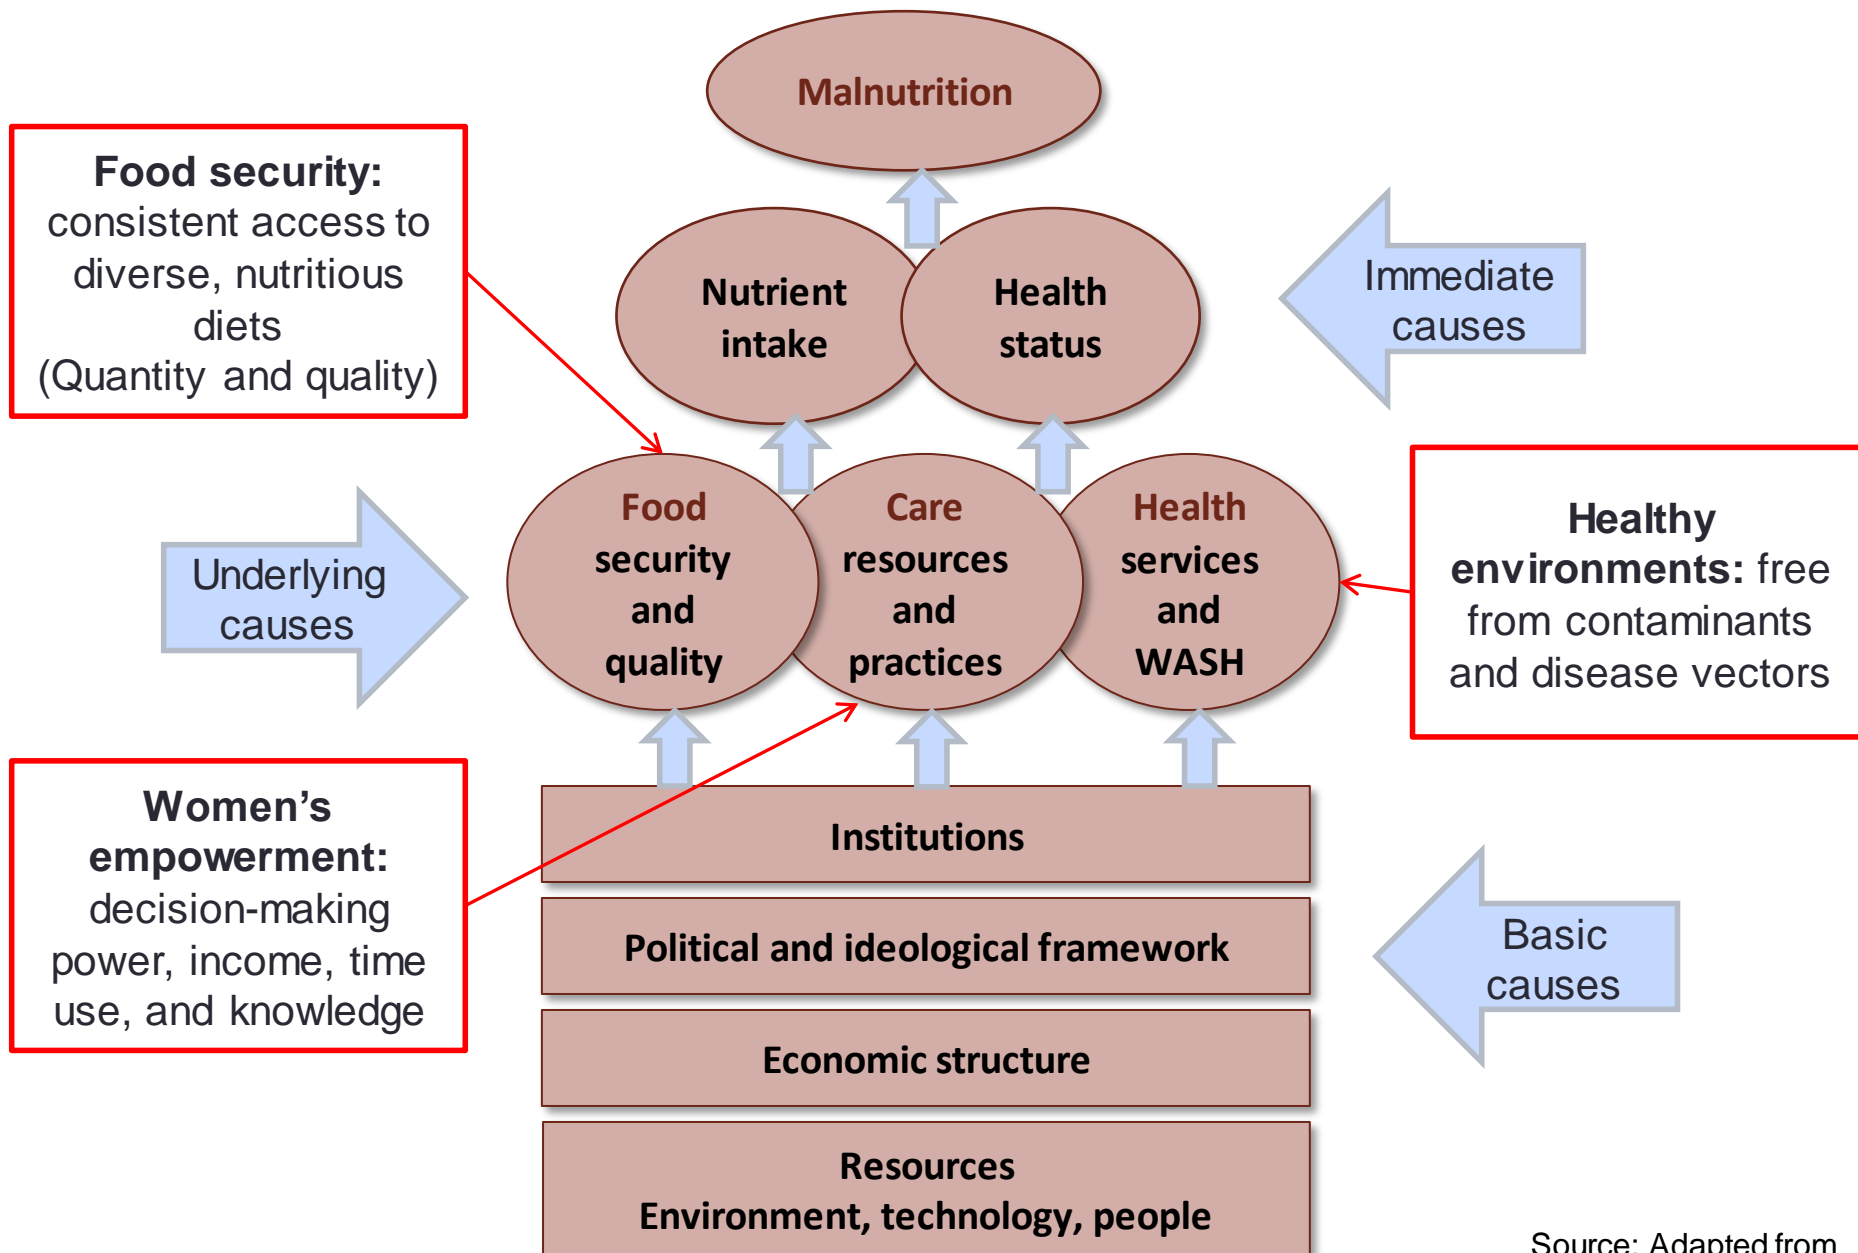 Malnutrition
Food security:
consistent access to
diverse, nutritious
diets
(Quantity and quality)
Nutrient
intake
Health
status
Immediate
causes
Underlying
causes
Food
security
and
quality
Care
resources
and
practices
Health
services
and
WASH
Healthy
environments: free
from contaminants
and disease vectors
Women’s
empowerment:
decision-making
power, income, time
use, and knowledge
Institutions
Political and ideological framework
Economic structure
Resources
Environment, technology, people
Basic
causes
Source: Adapted from